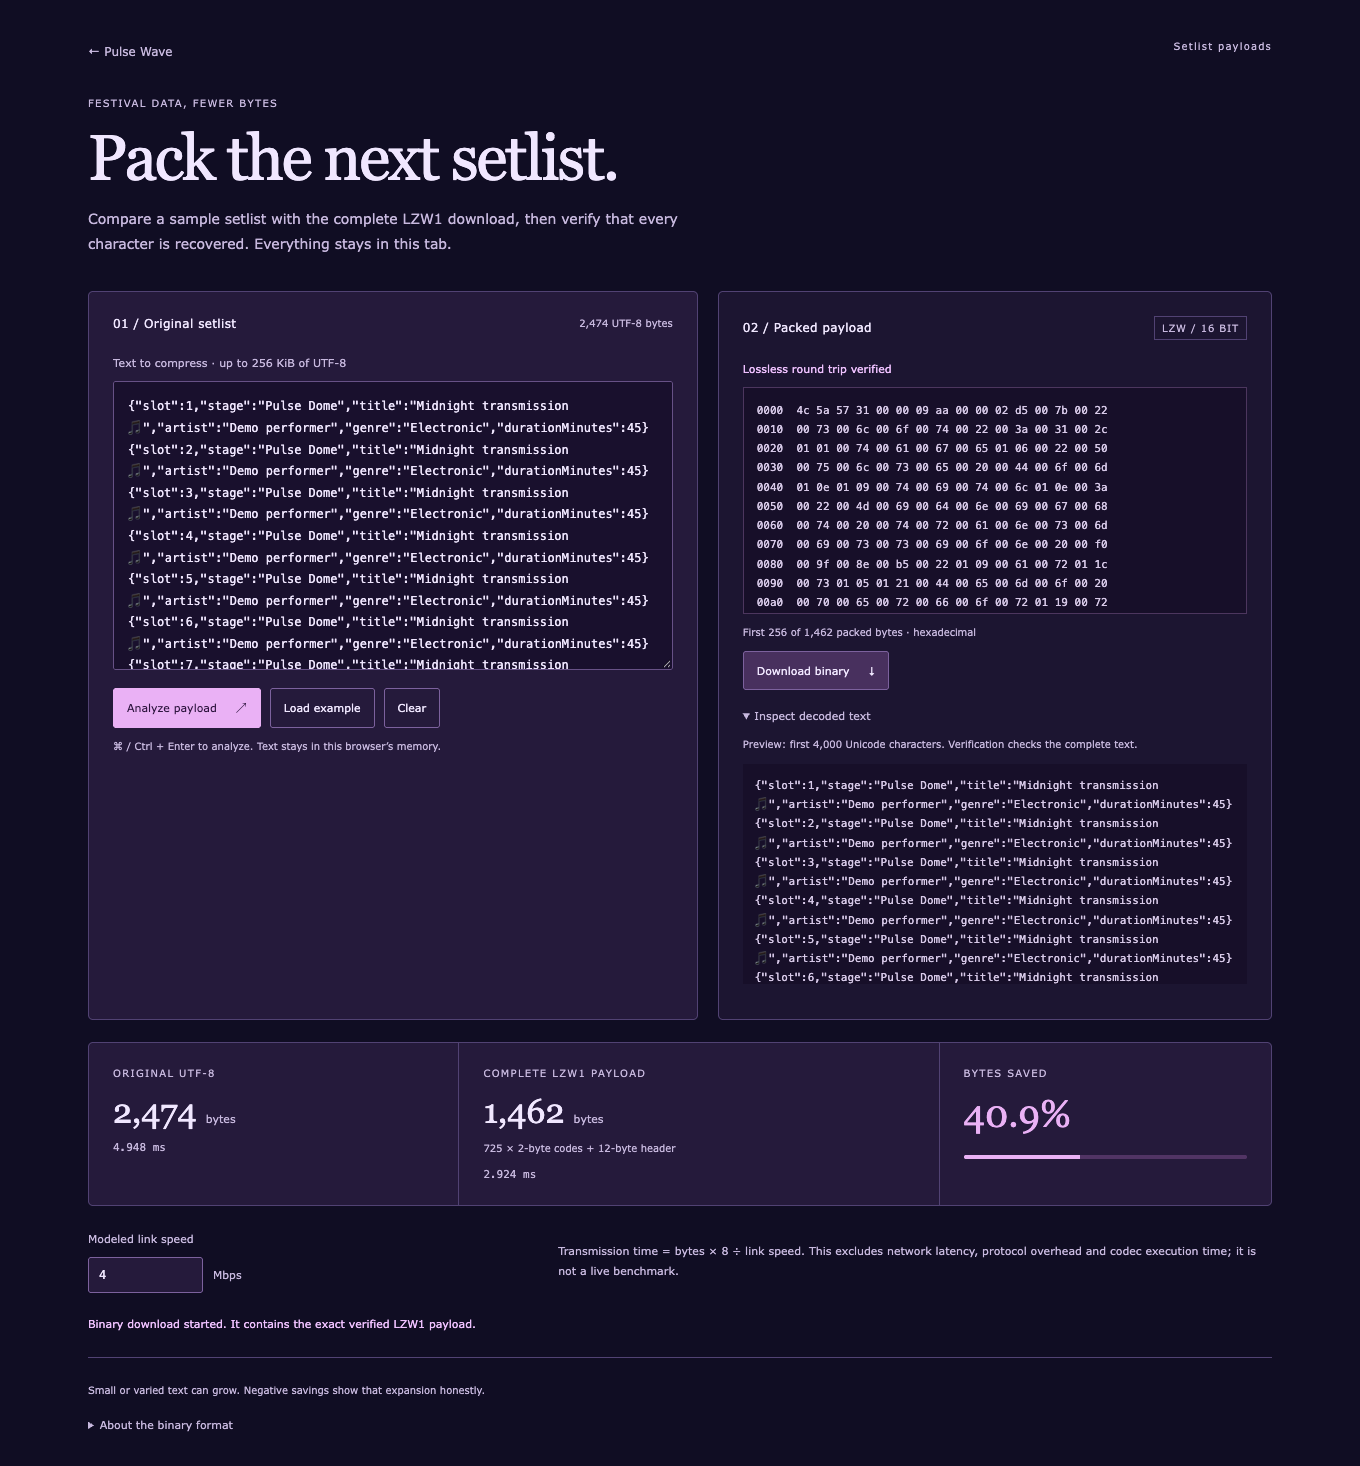 ← Pulse Wave
Setlist payloads
FESTIVAL DATA, FEWER BYTES
Pack the next setlist.
Compare a sample setlist with the complete LZW1 download, then verify that every
character is recovered. Everything stays in this tab.
01 / Original setlist
2,474 UTF-8 bytes
Text to compress · up to 256 KiB of UTF-8
{"slot":1,"stage":"Pulse Dome","title":"Midnight transmission
🎵","artist":"Demo performer","genre":"Electronic","durationMinutes":45}
{"slot":2,"stage":"Pulse Dome","title":"Midnight transmission
🎵","artist":"Demo performer","genre":"Electronic","durationMinutes":45}
{"slot":3,"stage":"Pulse Dome","title":"Midnight transmission
🎵","artist":"Demo performer","genre":"Electronic","durationMinutes":45}
{"slot":4,"stage":"Pulse Dome","title":"Midnight transmission
🎵","artist":"Demo performer","genre":"Electronic","durationMinutes":45}
{"slot":5,"stage":"Pulse Dome","title":"Midnight transmission
🎵","artist":"Demo performer","genre":"Electronic","durationMinutes":45}
{"slot":6,"stage":"Pulse Dome","title":"Midnight transmission
🎵","artist":"Demo performer","genre":"Electronic","durationMinutes":45}
{"slot":7,"stage":"Pulse Dome","title":"Midnight transmission
Analyze payload ↗
Load example
Clear
⌘ / Ctrl + Enter to analyze. Text stays in this browser’s memory.
02 / Packed payload
LZW / 16 BIT
Lossless round trip verified
0000 4c 5a 57 31 00 00 09 aa 00 00 02 d5 00 7b 00 22
0010 00 73 00 6c 00 6f 00 74 00 22 00 3a 00 31 00 2c
0020 01 01 00 74 00 61 00 67 00 65 01 06 00 22 00 50
0030 00 75 00 6c 00 73 00 65 00 20 00 44 00 6f 00 6d
0040 01 0e 01 09 00 74 00 69 00 74 00 6c 01 0e 00 3a
0050 00 22 00 4d 00 69 00 64 00 6e 00 69 00 67 00 68
0060 00 74 00 20 00 74 00 72 00 61 00 6e 00 73 00 6d
0070 00 69 00 73 00 73 00 69 00 6f 00 6e 00 20 00 f0
0080 00 9f 00 8e 00 b5 00 22 01 09 00 61 00 72 01 1c
0090 00 73 01 05 01 21 00 44 00 65 00 6d 00 6f 00 20
00a0 00 70 00 65 00 72 00 66 00 6f 00 72 01 19 00 72
First 256 of 1,462 packed bytes · hexadecimal
Download binary ↓
▼ Inspect decoded text
Preview: first 4,000 Unicode characters. Verification checks the complete text.
{"slot":1,"stage":"Pulse Dome","title":"Midnight transmission
🎵","artist":"Demo performer","genre":"Electronic","durationMinutes":45}
{"slot":2,"stage":"Pulse Dome","title":"Midnight transmission
🎵","artist":"Demo performer","genre":"Electronic","durationMinutes":45}
{"slot":3,"stage":"Pulse Dome","title":"Midnight transmission
🎵","artist":"Demo performer","genre":"Electronic","durationMinutes":45}
{"slot":4,"stage":"Pulse Dome","title":"Midnight transmission
🎵","artist":"Demo performer","genre":"Electronic","durationMinutes":45}
{"slot":5,"stage":"Pulse Dome","title":"Midnight transmission
🎵","artist":"Demo performer","genre":"Electronic","durationMinutes":45}
{"slot":6,"stage":"Pulse Dome","title":"Midnight transmission
ORIGINAL UTF-8
2,474 bytes
4.948 ms
COMPLETE LZW1 PAYLOAD
1,462 bytes
725 × 2-byte codes + 12-byte header
2.924 ms
BYTES SAVED
40.9%
Modeled link speed
4 Mbps
Transmission time = bytes × 8 ÷ link speed. This excludes network latency, protocol overhead and codec execution time; it is
not a live benchmark.
Binary download started. It contains the exact verified LZW1 payload.
Small or varied text can grow. Negative savings show that expansion honestly.
▶ About the binary format